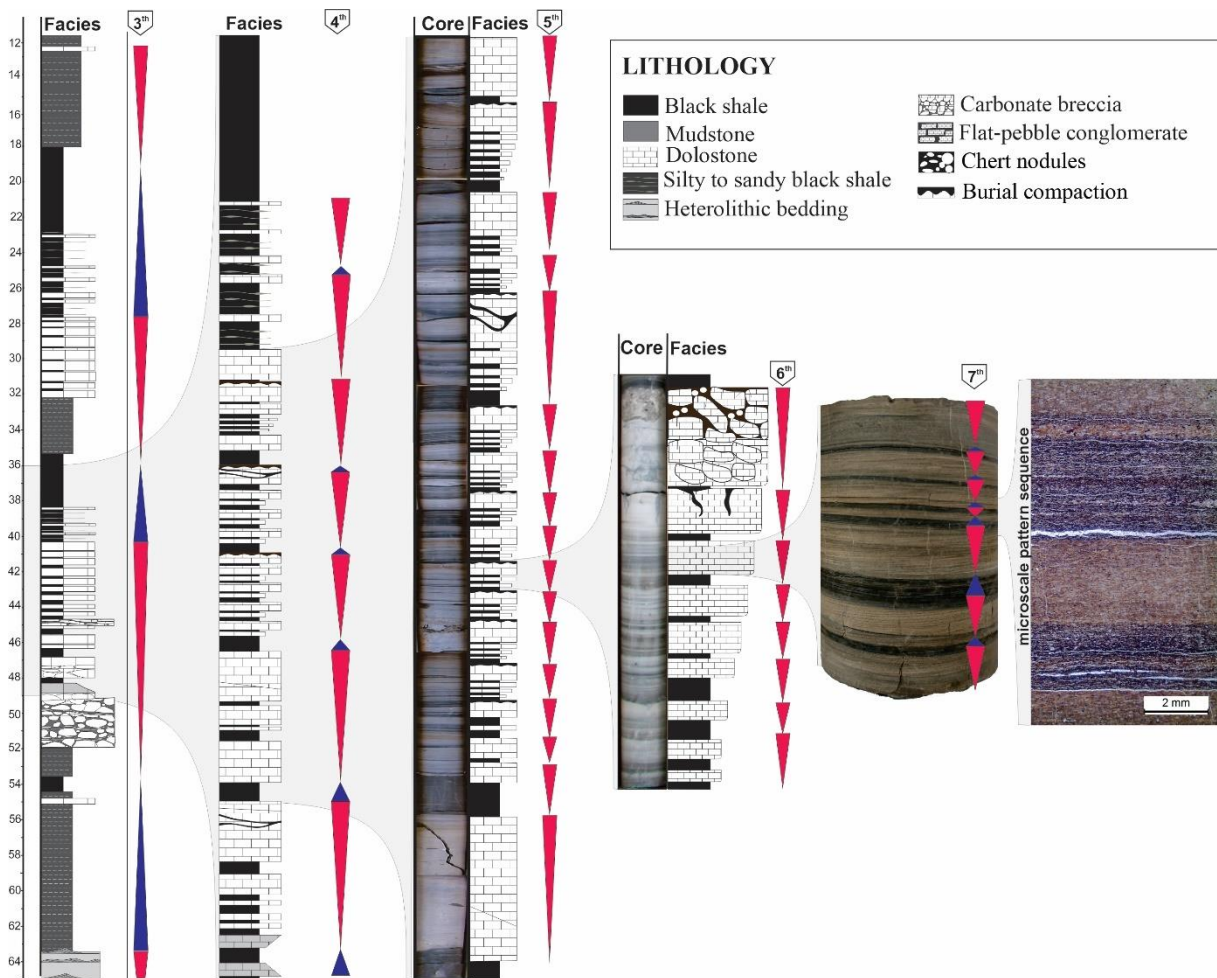 Facies 3th
Facies 4th
Core Facies 5th
12
14
16
18
20
22
24
26
28
30
32
34
36
38
40
42
44
46
48
50
52
54
56
58
60
62
64
LITHOLOGY
Black shale
Mudstone
Dolostone
Silty to sandy black shale
Heterolithic bedding
Carbonate breccia
Flat-pebble conglomerate
Chert nodules
Burial compaction
Core Facies 6th
7th
microscale pattern sequence
2 mm